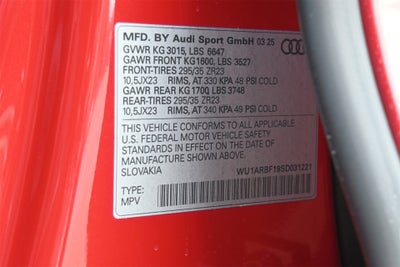 MFD. BY Audi Sport GmbH 03 25
GVWR KG 3015, LBS 6647
GAWR FRONT KG1600, LBS 3527
FRONT-TIRES 295/35 ZR23
10,5JX23 RIMS, AT 330 KPA 48 PSI COLD
GAWR REAR KG 1700, LBS 3748
REAR-TIRES 295/35 ZR23
10,5JX23 RIMS, AT 340 KPA 49 PSI COLD
THIS VEHICLE CONFORMS TO ALL APPLICABLE
U.S. FEDERAL MOTOR VEHICLE SAFETY
STANDARDS IN EFFECT ON THE DATE OF
MANUFACTURE SHOWN ABOVE.
SLOVAKIA WU1ARBF19SD031221
TYPE:
MPV